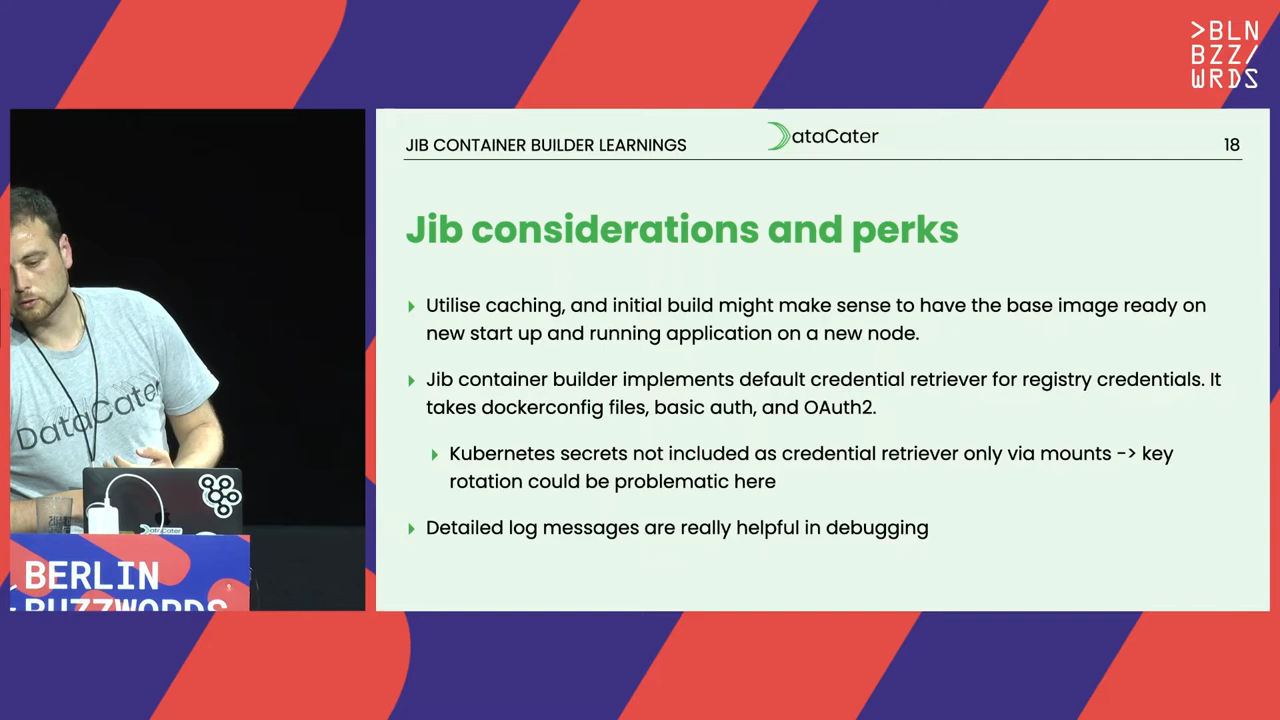 >BLN
BZZ/
WRDS
JIB CONTAINER BUILDER LEARNINGS
DataCater
18
Jib considerations and perks
Utilise caching, and initial build might make sense to have the base image ready on
new start up and running application on a new node.
Jib container builder implements default credential retriever for registry credentials. It
takes dockerconfig files, basic auth, and OAuth2.
Kubernetes secrets not included as credential retriever only via mounts -> key
rotation could be problematic here
Detailed log messages are really helpful in debugging
DataCater
DataCater
BERLIN
BUZZWORDS